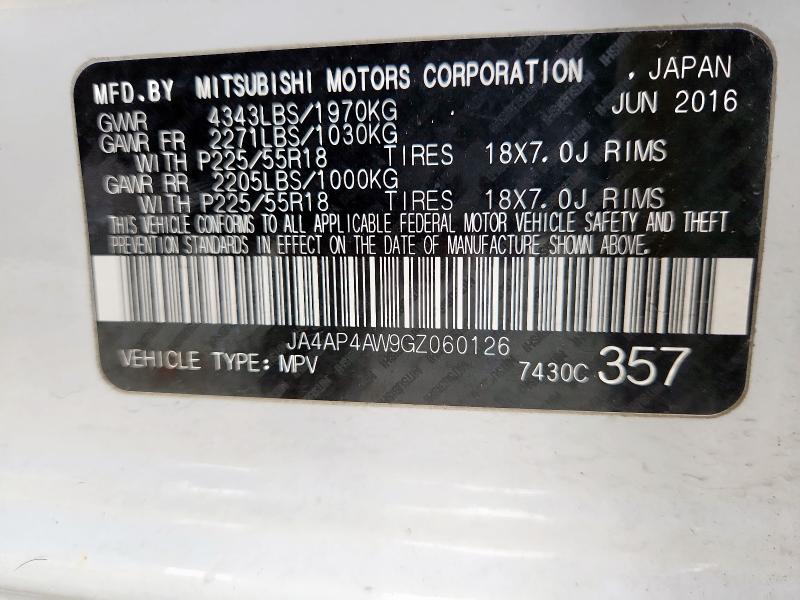 MFD.BY MITSUBISHI MOTORS CORPORATION . JAPAN
GVWR 4343LBS/1970KG JUN 2016
GAWR FR 2271LBS/1030KG
WITH P225/55R18 TIRES 18X7.0J RIMS
GAWR RR 2205LBS/1000KG
WITH P225/55R18 TIRES 18X7.0J RIMS
THIS VEHICLE CONFORMS TO ALL APPLICABLE FEDERAL MOTOR VEHICLE SAFETY AND THEFT
PREVENTION STANDARDS IN EFFECT ON THE DATE OF MANUFACTURE SHOWN ABOVE.
JA4AP4AW9GZ060126
VEHICLE TYPE: MPV 7430C 357